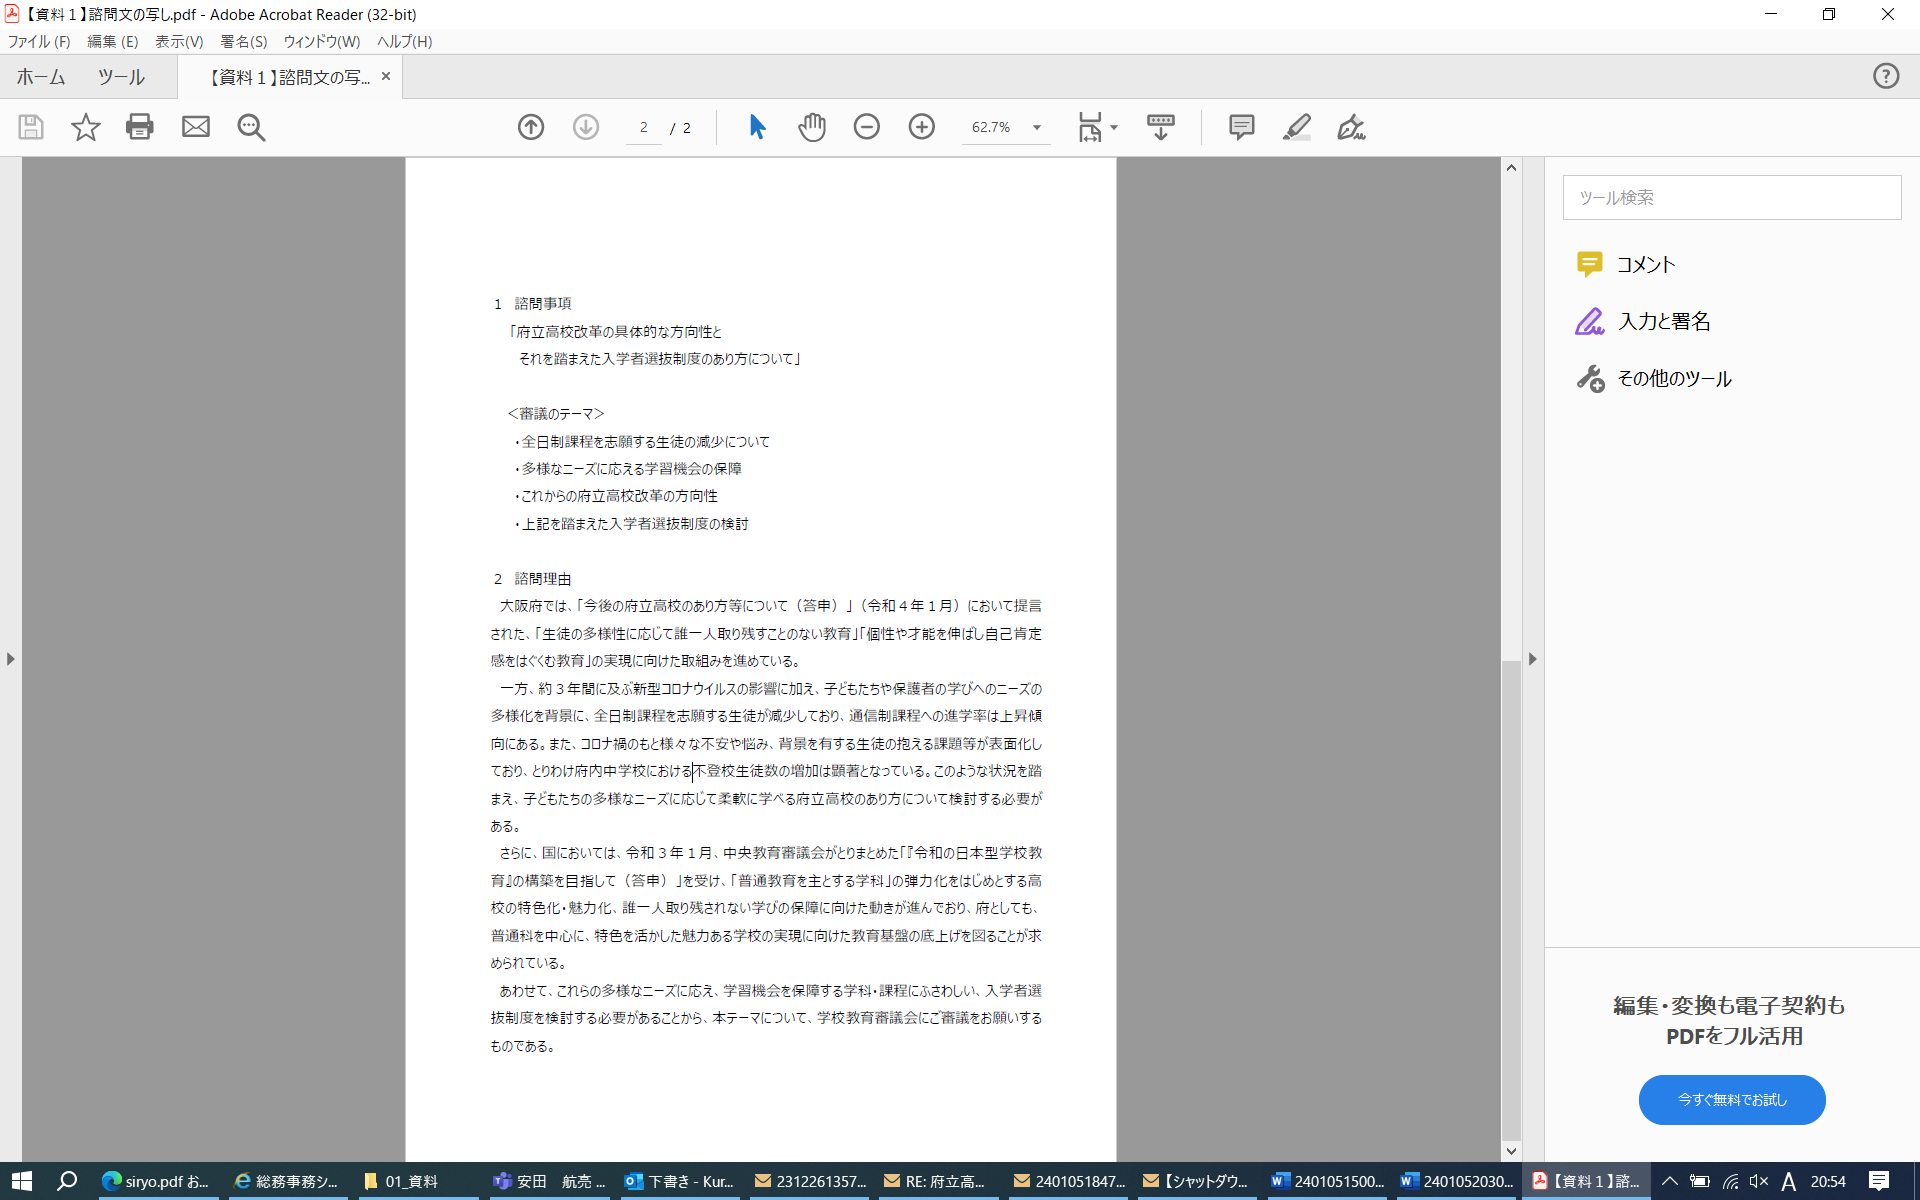 【資料１】諮問文の写し.pdf - Adobe Acrobat Reader (32-bit)
ファイル(F) 編集(E) 表示(V) 署名(S) ウィンドウ(W) ヘルプ(H)
ホーム ツール 【資料１】諮問文の写... ×
2 / 2 62.7%
１ 諮問事項
「府立高校改革の具体的な方向性と
それを踏まえた入学者選抜制度のあり方について」
＜審議のテーマ＞
・全日制課程を志願する生徒の減少について
・多様なニーズに応える学習機会の保障
・これからの府立高校改革の方向性
・上記を踏まえた入学者選抜制度の検討
２ 諮問理由
大阪府では、「今後の府立高校のあり方等について（答申）」（令和４年１月）において提言
された、「生徒の多様性に応じて誰一人取り残すことのない教育」「個性や才能を伸ばし自己肯定
感をはぐくむ教育」の実現に向けた取組みを進めている。
一方、約３年間に及ぶ新型コロナウイルスの影響に加え、子どもたちや保護者の学びへのニーズの
多様化を背景に、全日制課程を志願する生徒が減少しており、通信制課程への進学率は上昇傾
向にある。また、コロナ禍のもと様々な不安や悩み、背景を有する生徒の抱える課題等が表面化し
ており、とりわけ府内中学校における不登校生徒数の増加は顕著となっている。このような状況を踏
まえ、子どもたちの多様なニーズに応じて柔軟に学べる府立高校のあり方について検討する必要が
ある。
さらに、国においては、令和３年１月、中央教育審議会がとりまとめた「『令和の日本型学校教
育』の構築を目指して（答申）」を受け、「普通教育を主とする学科」の弾力化をはじめとする高
校の特色化・魅力化、誰一人取り残されない学びの保障に向けた動きが進んでおり、府としても、
普通科を中心に、特色を活かした魅力ある学校の実現に向けた教育基盤の底上げを図ることが求
められている。
あわせて、これらの多様なニーズに応え、学習機会を保障する学科・課程にふさわしい、入学者選
抜制度を検討する必要があることから、本テーマについて、学校教育審議会にご審議をお願いする
ものである。
ツール検索
コメント
入力と署名
その他のツール
編集・変換も電子契約も
PDFをフル活用
今すぐ無料でお試し
siryo.pdf お... 総務事務シ... 01_資料 安田 航亮 ... 下書き - Kur... 2312261357... RE: 府立高... 2401051847... 【シャットダウ... 2401051500... 2401052030... 【資料１】諮... A 20:54